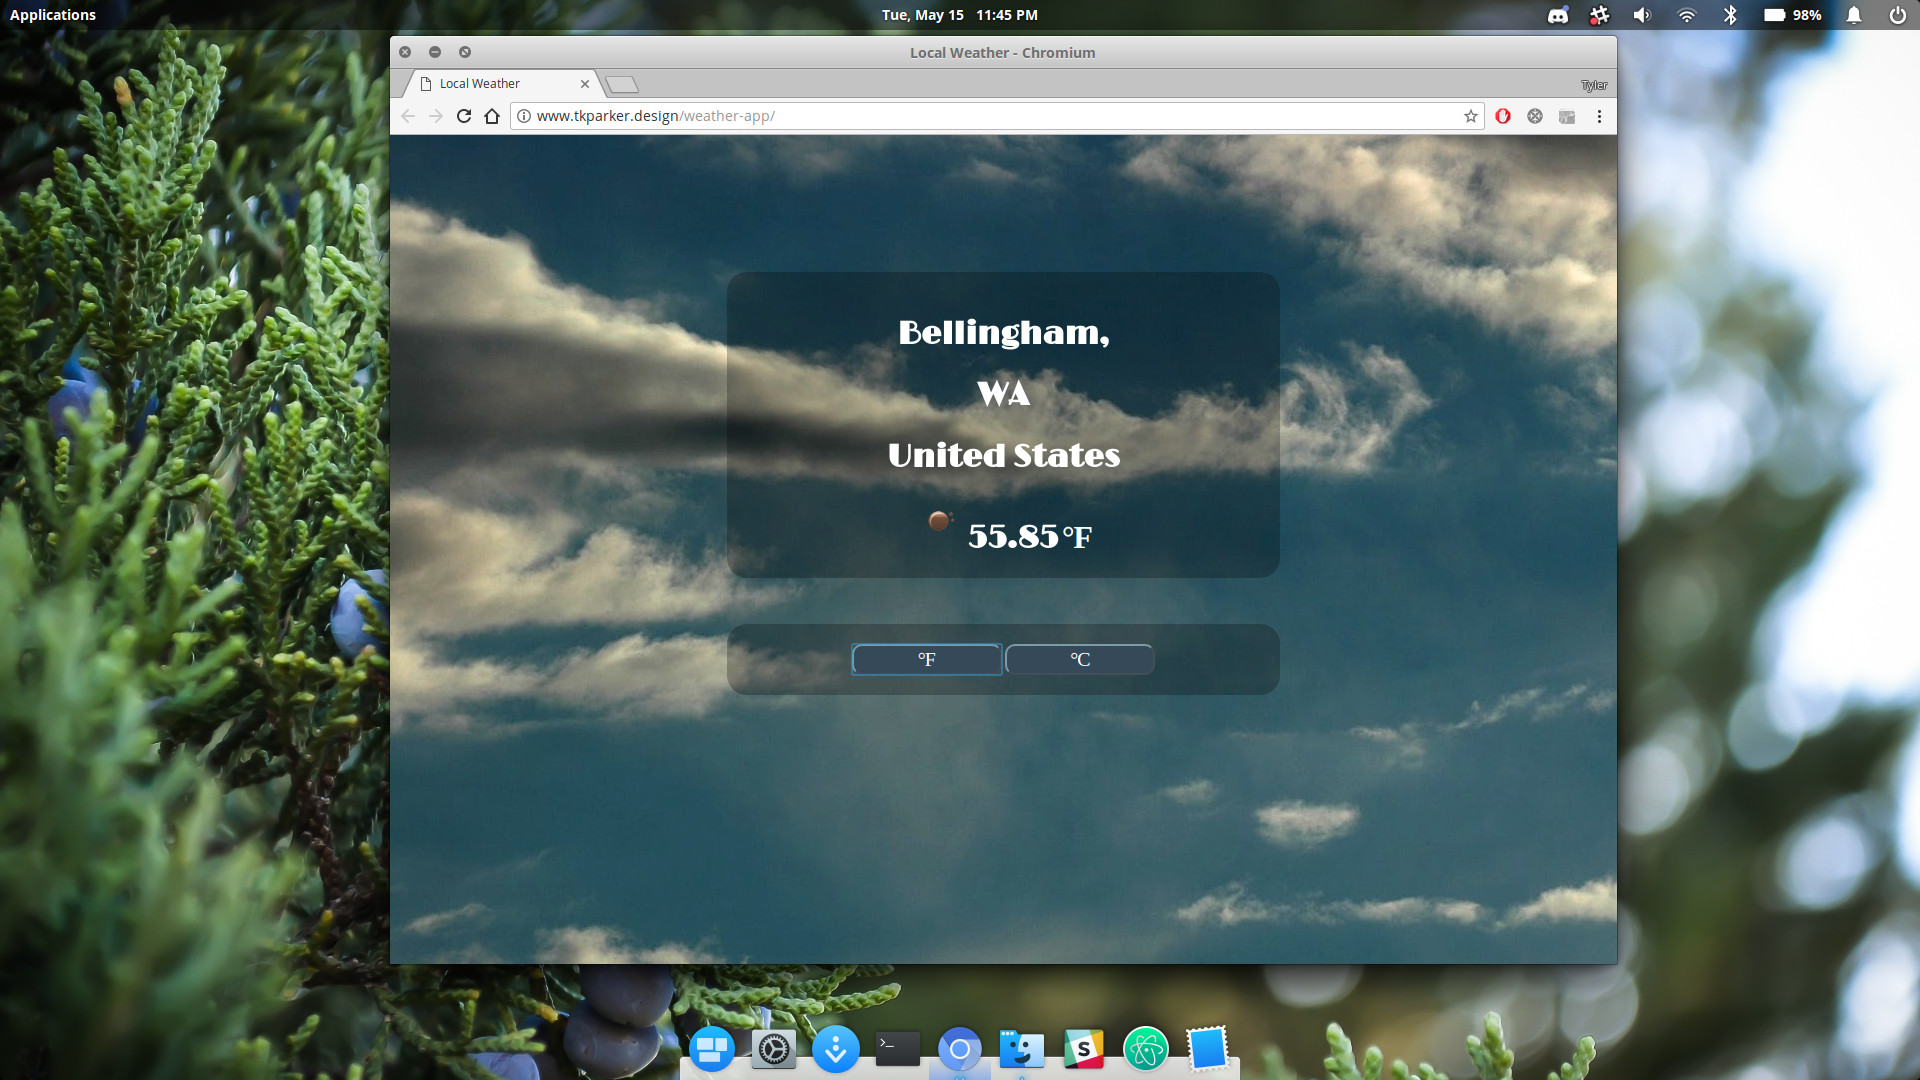 Applications
Tue, May 15 11:45 PM
98%
Local Weather - Chromium
Local Weather
Tyler
www.tkparker.design/weather-app/
Bellingham,
WA
United States
55.85°F
°F
°C
>_
S